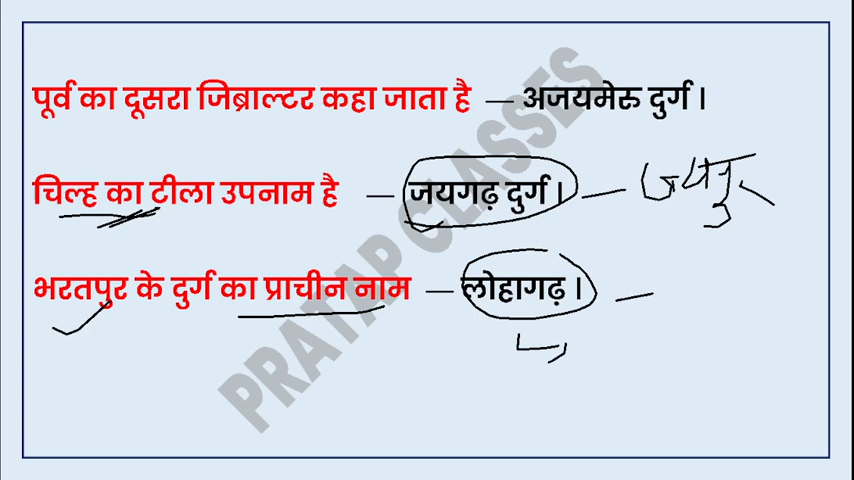 पूर्व का दूसरा जिब्राल्टर कहा जाता है — अजयमेरु दुर्ग।
चिल्ह का टीला उपनाम है — जयगढ़ दुर्ग। — जयपुर
भरतपुर के दुर्ग का प्राचीन नाम — लोहागढ़। —
PRATAP CLASSES